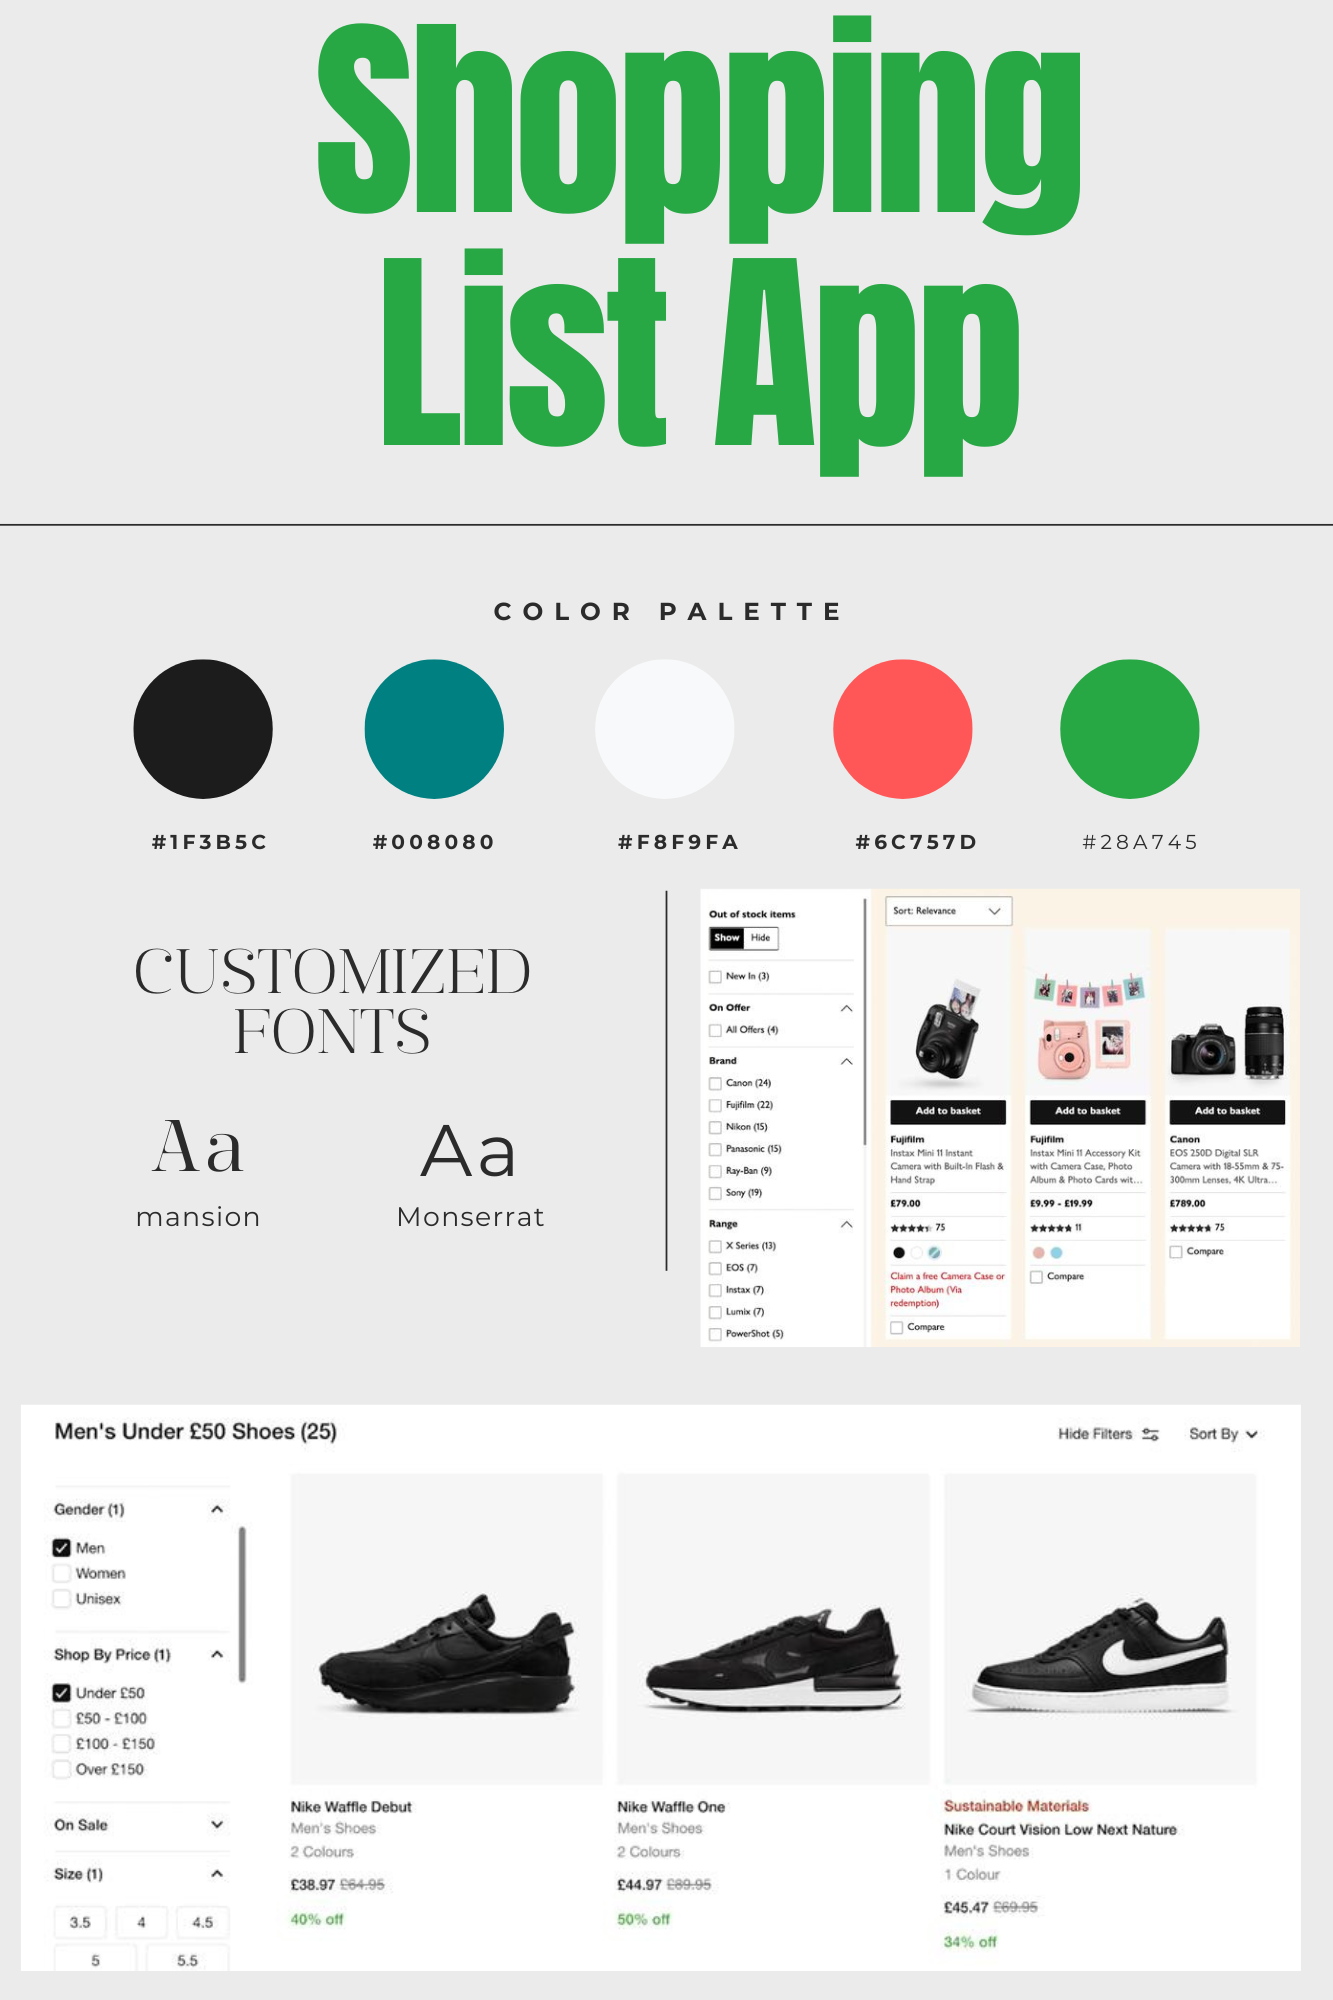 Shopping
List App
COLOR PALETTE
#1F3B5C
#008080
#F8F9FA
#6C757D
#28A745
CUSTOMIZED
FONTS
Aa
mansion
Aa
Monserrat
Out of stock items
Show Hide
New In (3)
On Offer
All Offers (4)
Brand
Canon (24)
Fujifilm (22)
Nikon (15)
Panasonic (15)
Ray-Ban (9)
Sony (19)
Range
X Series (13)
EOS (7)
Instax (7)
Lumix (7)
PowerShot (5)
Sort: Relevance
Add to basket
Fujifilm
Instax Mini 11 Instant
Camera with Built-In Flash &
Hand Strap
£79.00
75
Claim a free Camera Case or
Photo Album (Via
redemption)
Compare
Add to basket
Fujifilm
Instax Mini 11 Accessory Kit
with Camera Case, Photo
Album & Photo Cards wit...
£9.99 - £19.99
11
Compare
Add to basket
Canon
EOS 250D Digital SLR
Camera with 18-55mm & 75-
300mm Lenses, 4K Ultra...
£789.00
75
Compare
Men's Under £50 Shoes (25)
Hide Filters
Sort By
Gender (1)
Men
Women
Unisex
Shop By Price (1)
Under £50
£50 - £100
£100 - £150
Over £150
On Sale
Size (1)
3.5 4 4.5
5 5.5
Nike Waffle Debut
Men's Shoes
2 Colours
£38.97 £64.95
40% off
Nike Waffle One
Men's Shoes
2 Colours
£44.97 £89.95
50% off
Sustainable Materials
Nike Court Vision Low Next Nature
Men's Shoes
1 Colour
£45.47 £69.95
34% off